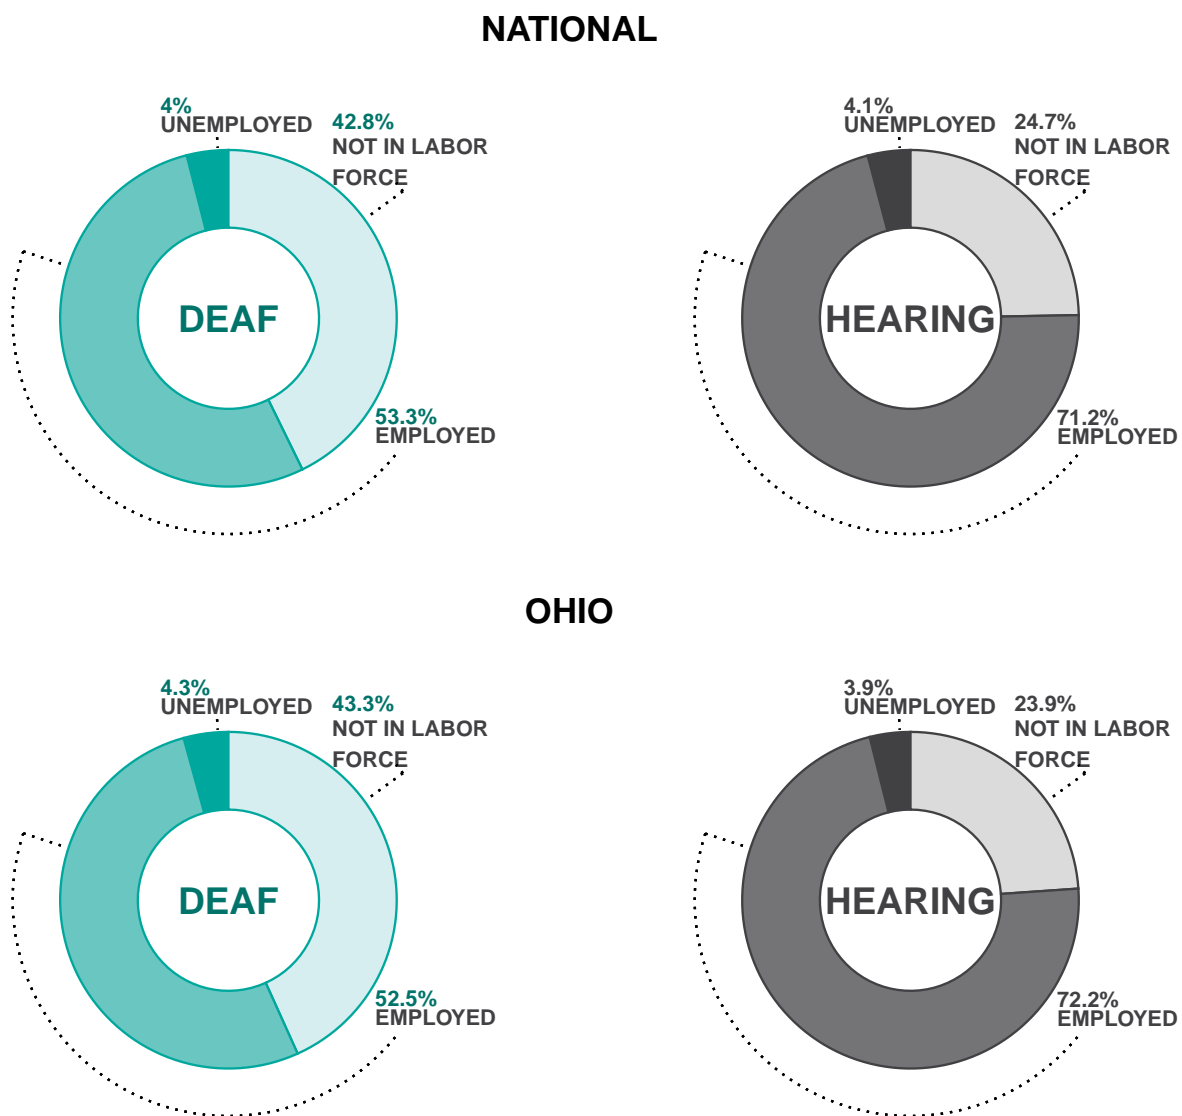 NATIONAL
4%
UNEMPLOYED
42.8%
NOT IN LABOR
FORCE
DEAF
53.3%
EMPLOYED
4.1%
UNEMPLOYED
24.7%
NOT IN LABOR
FORCE
HEARING
71.2%
EMPLOYED
OHIO
4.3%
UNEMPLOYED
43.3%
NOT IN LABOR
FORCE
DEAF
52.5%
EMPLOYED
3.9%
UNEMPLOYED
23.9%
NOT IN LABOR
FORCE
HEARING
72.2%
EMPLOYED